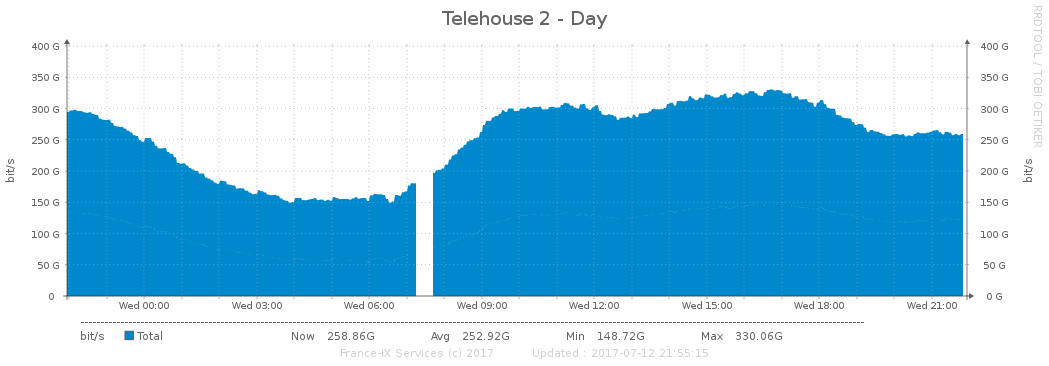 Telehouse 2 - Day
RRDTOOL / TOBI OETIKER
400 G 400 G
350 G 350 G
300 G 300 G
250 G 250 G
200 G 200 G
150 G 150 G
100 G 100 G
50 G 50 G
0 0 G
bit/s
bit/s
Wed 00:00 Wed 03:00 Wed 06:00 Wed 09:00 Wed 12:00 Wed 15:00 Wed 18:00 Wed 21:00
bit/s Total Now 258.86G Avg 252.92G Min 148.72G Max 330.06G
France-IX Services (c) 2017 Updated : 2017-07-12 21:55:15